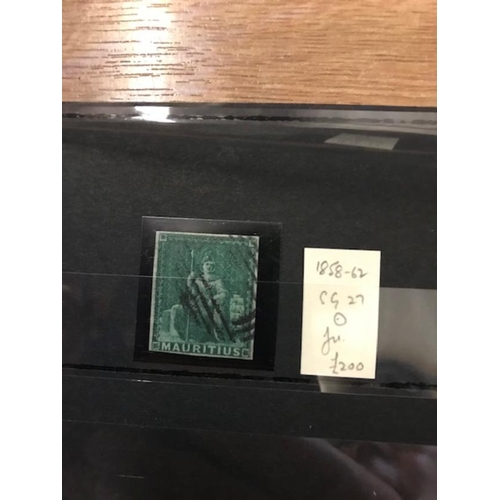 MAURITIUS
1858-62
SG 27
⊙
fu.
£200